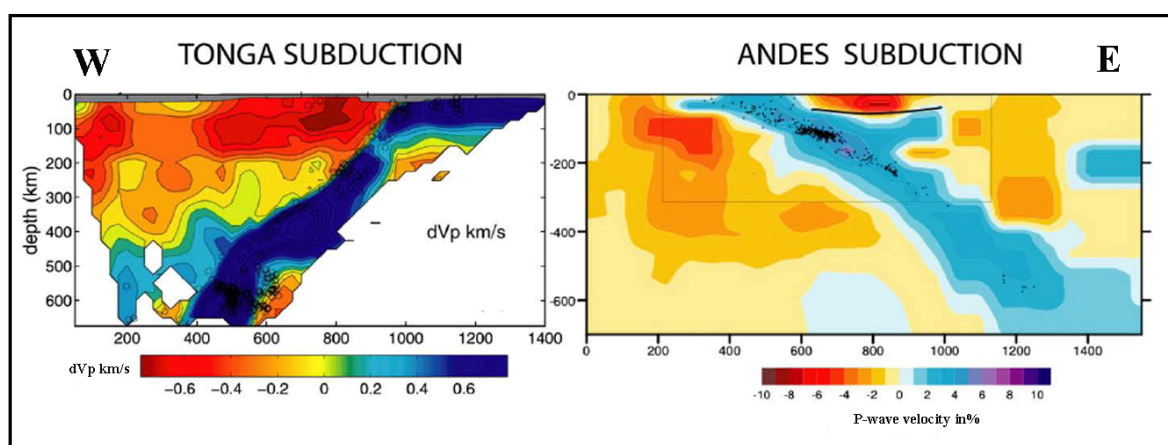 W
TONGA SUBDUCTION
ANDES SUBDUCTION
E
0
100
200
300
400
500
600
depth (km)
dVp km/s
200 400 600 800 1000 1200 1400
dVp km/s
−0.6 −0.4 −0.2 0 0.2 0.4 0.6
0
-200
-400
-600
0 200 400 600 800 1000 1200 1400
-10 -8 -6 -4 -2 0 2 4 6 8 10
P-wave velocity in%